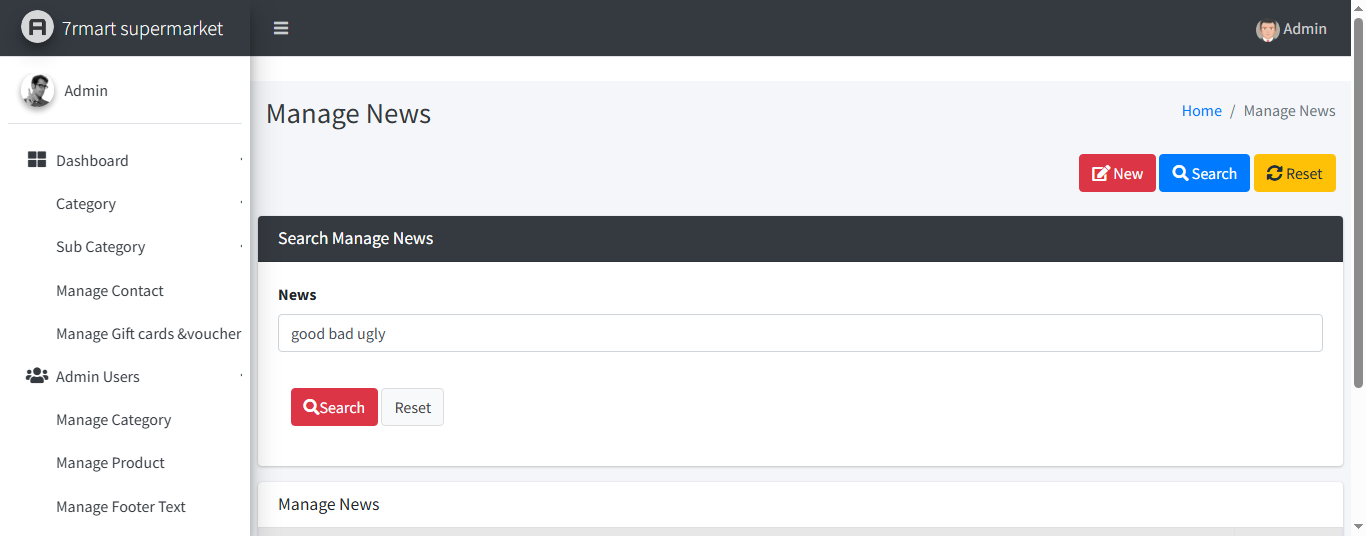 7rmart supermarket
Admin
Admin
Dashboard
Category
Sub Category
Manage Contact
Manage Gift cards &voucher
Admin Users
Manage Category
Manage Product
Manage Footer Text
Manage News
Home / Manage News
New
Search
Reset
Search Manage News
News
good bad ugly
Search
Reset
Manage News